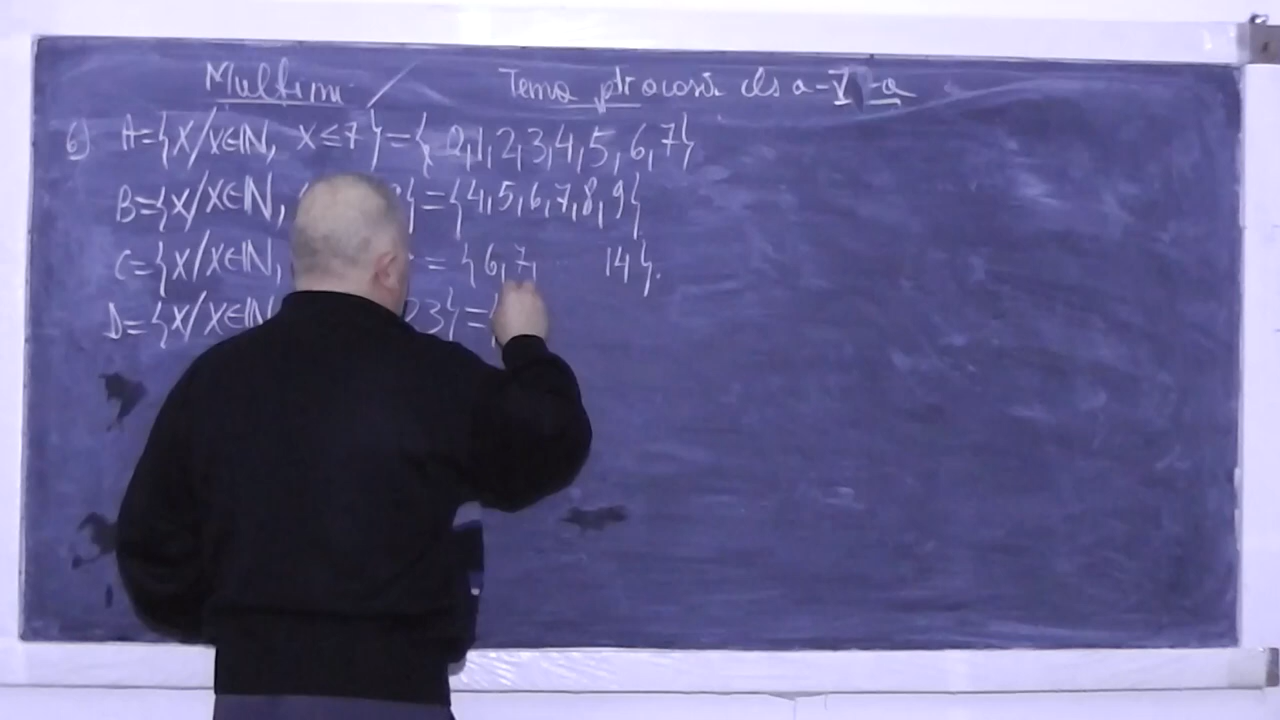 Mulțimi Tema ptr acasă cls a-V-a
6) A={x/x∈ℕ, x≤7}={0,1,2,3,4,5,6,7}
B={x/x∈ℕ, }={4,5,6,7,8,9}
C={x/x∈ℕ, = {6,7, 14}.
D={x/x∈ℕ 23}={